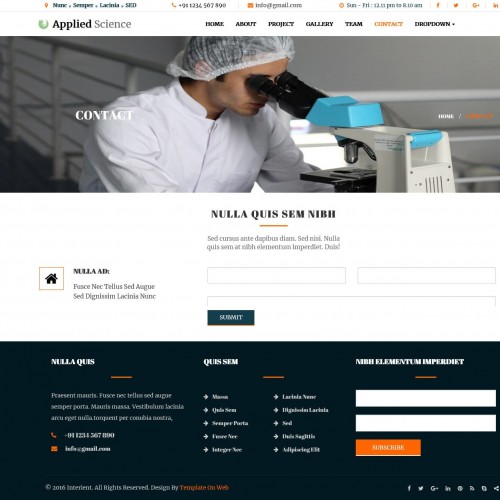 Nunc . Semper . Lacinia . SED +91 1234 567 890 info@gmail.com Sun - Fri : 12.11 pm to 8.10 am
Applied Science HOME ABOUT PROJECT GALLERY TEAM CONTACT DROPDOWN
CONTACT
HOME /
NULLA QUIS SEM NIBH
Sed cursus ante dapibus diam. Sed nisi. Nulla
quis sem at nibh elementum imperdiet. Duis!
NULLA AD:
Fusce Nec Tellus Sed Augue
Sed Dignissim Lacinia Nunc
SUBMIT
NULLA QUIS
Praesent mauris. Fusce nec tellus sed augue
semper porta. Mauris massa. Vestibulum lacinia
arcu eget nulla.torquent per conubia nostra,
+91 1234 567 890
info@gmail.com
QUIS SEM
Massa
Quis Sem
Semper Porta
Fusce Nec
Integer Nec
Lacinia Nunc
Dignissim Lacinia
Sed
Duis Sagittis
Adipiscing Elit
NIBH ELEMENTUM IMPERDIET
SUBSCRIBE
© 2016 Interient. All Rights Reserved. Design By Template On Web